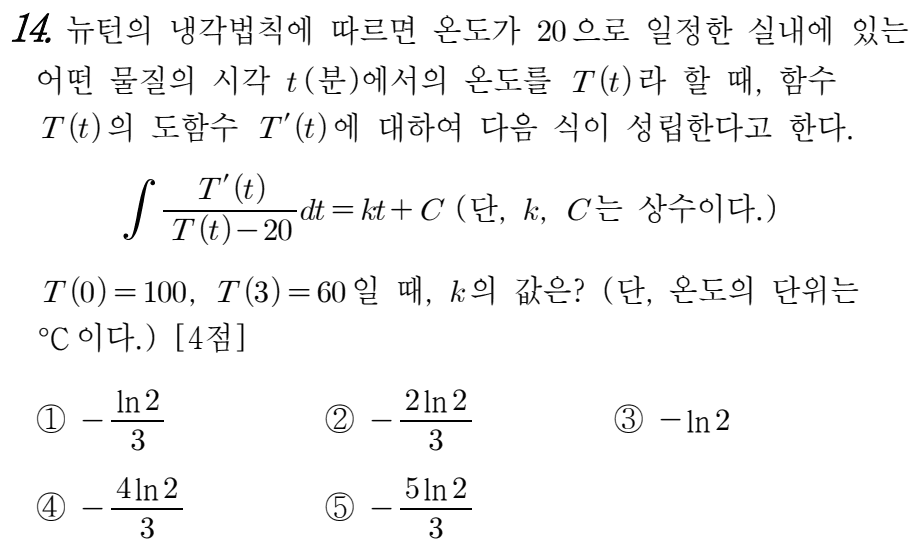 14. 뉴턴의 냉각법칙에 따르면 온도가 20으로 일정한 실내에 있는
어떤 물질의 시각 t(분)에서의 온도를 T(t)라 할 때, 함수
T(t)의 도함수 T′(t)에 대하여 다음 식이 성립한다고 한다.
∫ T′(t)/(T(t)−20) dt = kt + C (단, k, C는 상수이다.)
T(0)=100, T(3)=60일 때, k의 값은? (단, 온도의 단위는
℃이다.) [4점]
① −ln2/3 ② −2ln2/3 ③ −ln2
④ −4ln2/3 ⑤ −5ln2/3